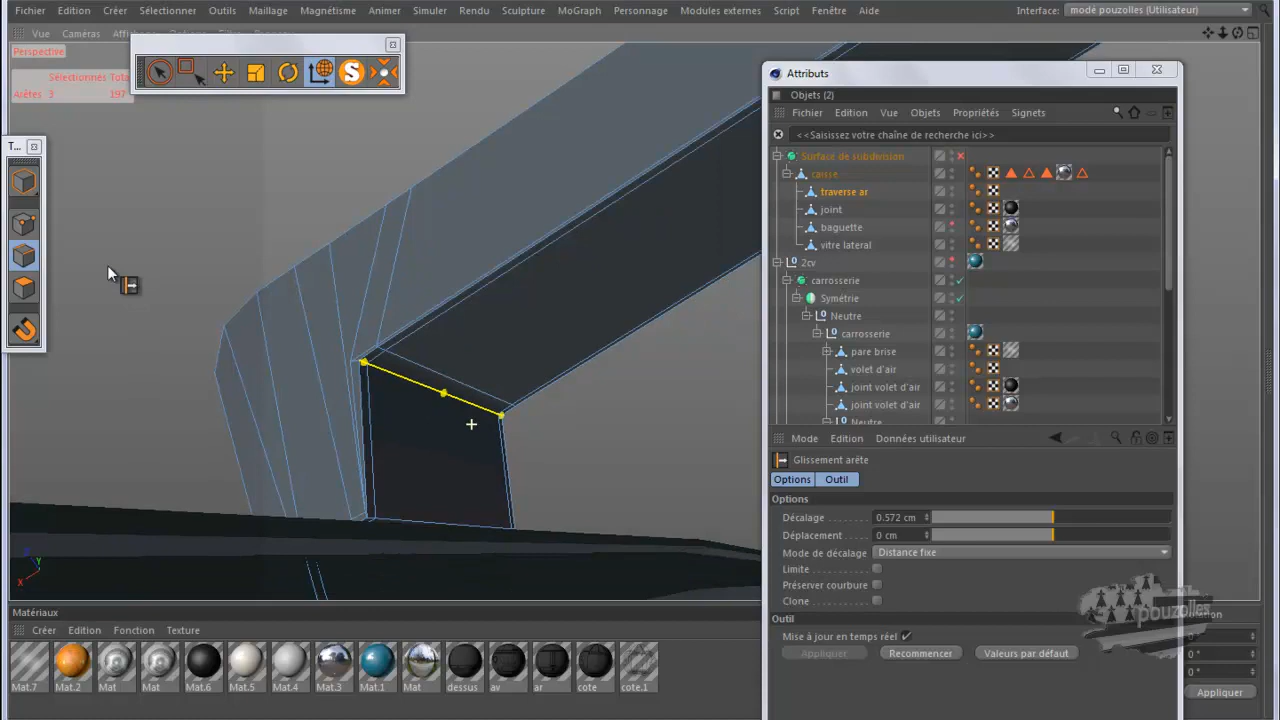 Fichier Edition Créer Sélectionner Outils Maillage Magnétisme Animer Simuler Rendu Sculpture MoGraph Personnage Modules externes Script Fenêtre Aide Interface: modé pouzolles (Utilisateur)
Vue Caméras
Perspective
Sélectionnés Tota
Arêtes 3 197
T...
Attributs
Objets (2)
Fichier Edition Vue Objets Propriétés Signets
<<Saisissez votre chaîne de recherche ici>>
Surface de subdivision
caisse
traverse ar
joint
baguette
vitre lateral
2cv
carrosserie
Symétrie
Neutre
carrosserie
pare brise
volet d'air
joint volet d'air
joint volet d'air
Neutre
Mode Edition Données utilisateur
Glissement arête
Options Outil
Options
Décalage 0.572 cm
Déplacement 0 cm
Mode de décalage Distance fixe
Limite
Préserver courbure
Clone
Outil
Mise à jour en temps réel
Appliquer Recommencer Valeurs par défaut
pouzolles
0 °
0 °
0 °
Appliquer
Matériaux
Créer Edition Fonction Texture
Mat.7 Mat.2 Mat Mat Mat.6 Mat.5 Mat.4 Mat.3 Mat.1 Mat dessus av ar cote cote.1
Y
X